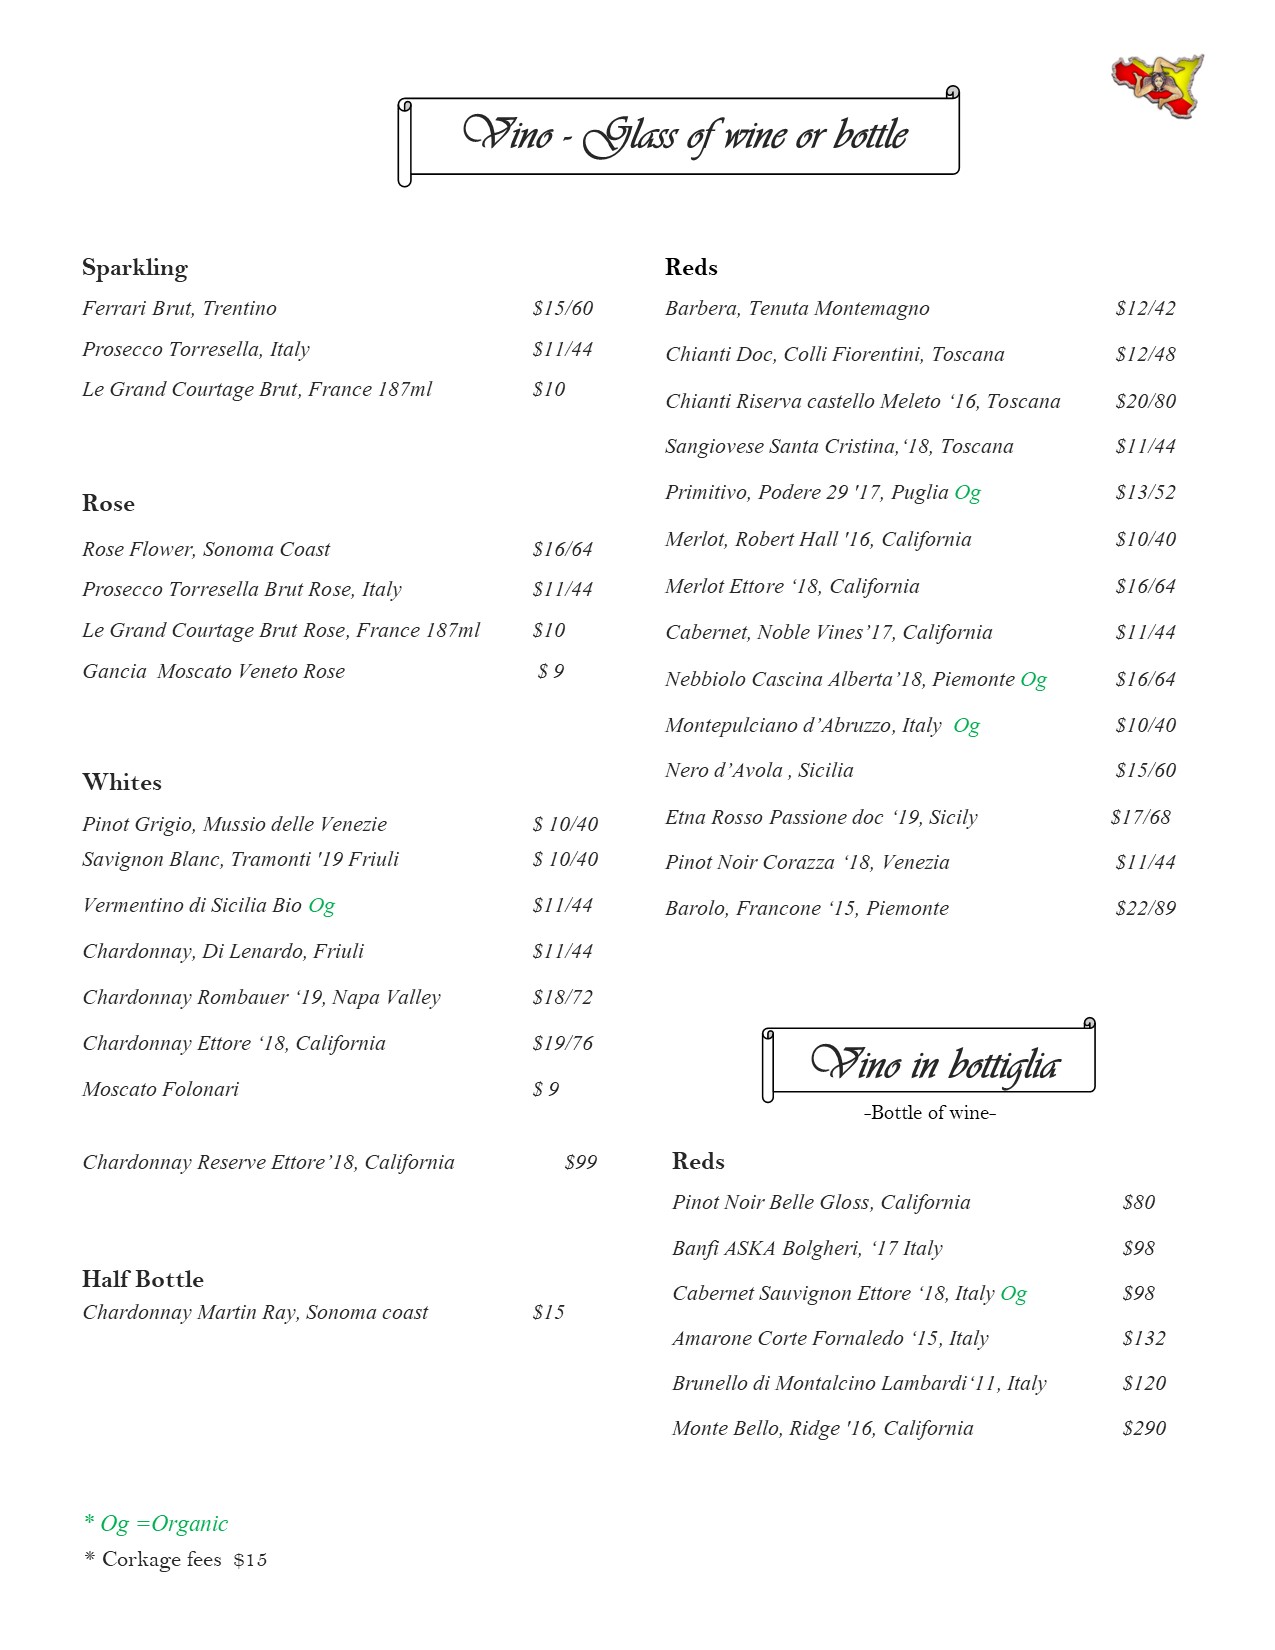 Vino - Glass of wine or bottle
Sparkling
Ferrari Brut, Trentino $15/60
Prosecco Torresella, Italy $11/44
Le Grand Courtage Brut, France 187ml $10
Rose
Rose Flower, Sonoma Coast $16/64
Prosecco Torresella Brut Rose, Italy $11/44
Le Grand Courtage Brut Rose, France 187ml $10
Gancia  Moscato Veneto Rose $ 9
Whites
Pinot Grigio, Mussio delle Venezie $ 10/40
Savignon Blanc, Tramonti '19 Friuli $ 10/40
Vermentino di Sicilia Bio Og $11/44
Chardonnay, Di Lenardo, Friuli $11/44
Chardonnay Rombauer ‘19, Napa Valley $18/72
Chardonnay Ettore ‘18, California $19/76
Moscato Folonari $ 9
Chardonnay Reserve Ettore’18, California $99
Half Bottle
Chardonnay Martin Ray, Sonoma coast $15
Reds
Barbera, Tenuta Montemagno $12/42
Chianti Doc, Colli Fiorentini, Toscana $12/48
Chianti Riserva castello Meleto ‘16, Toscana $20/80
Sangiovese Santa Cristina,‘18, Toscana $11/44
Primitivo, Podere 29 '17, Puglia Og $13/52
Merlot, Robert Hall '16, California $10/40
Merlot Ettore ‘18, California $16/64
Cabernet, Noble Vines’17, California $11/44
Nebbiolo Cascina Alberta’18, Piemonte Og $16/64
Montepulciano d’Abruzzo, Italy  Og $10/40
Nero d’Avola , Sicilia $15/60
Etna Rosso Passione doc ‘19, Sicily $17/68
Pinot Noir Corazza ‘18, Venezia $11/44
Barolo, Francone ‘15, Piemonte $22/89
Vino in bottiglia
-Bottle of wine-
Reds
Pinot Noir Belle Gloss, California $80
Banfi ASKA Bolgheri, ‘17 Italy $98
Cabernet Sauvignon Ettore ‘18, Italy Og $98
Amarone Corte Fornaledo ‘15, Italy $132
Brunello di Montalcino Lambardi‘11, Italy $120
Monte Bello, Ridge '16, California $290
* Og =Organic
* Corkage fees  $15